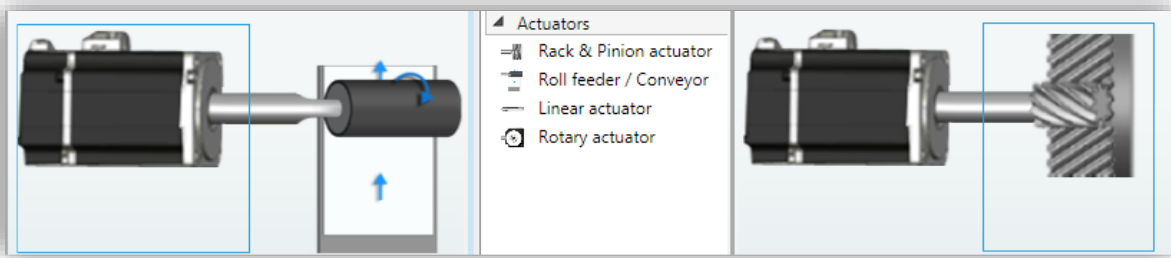 Actuators
Rack & Pinion actuator
Roll feeder / Conveyor
Linear actuator
Rotary actuator